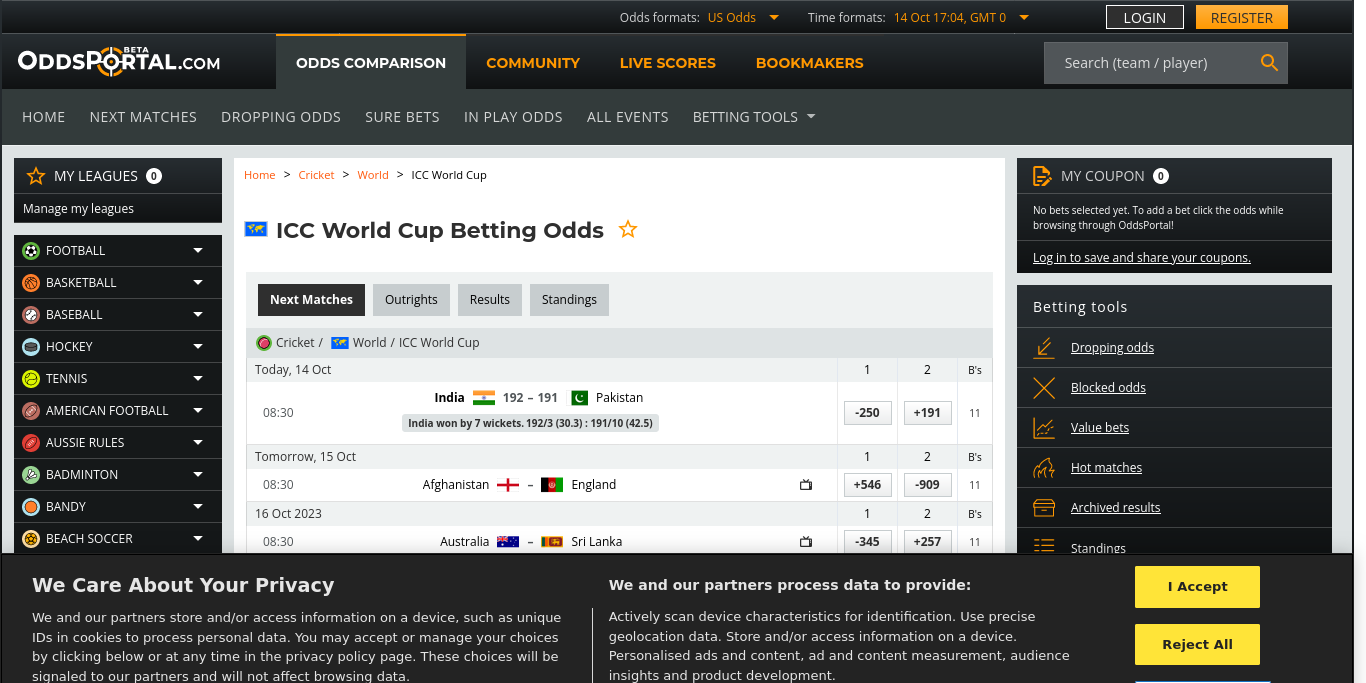 Odds formats: US Odds Time formats: 14 Oct 17:04, GMT 0 LOGIN REGISTER
BETA
ODDSPORTAL.COM ODDS COMPARISON COMMUNITY LIVE SCORES BOOKMAKERS Search (team / player)
HOME NEXT MATCHES DROPPING ODDS SURE BETS IN PLAY ODDS ALL EVENTS BETTING TOOLS
MY LEAGUES 0
Manage my leagues
FOOTBALL
BASKETBALL
BASEBALL
HOCKEY
TENNIS
AMERICAN FOOTBALL
AUSSIE RULES
BADMINTON
BANDY
BEACH SOCCER
Home > Cricket > World > ICC World Cup
ICC World Cup Betting Odds
Next Matches Outrights Results Standings
Cricket / World / ICC World Cup
Today, 14 Oct 1 2 B's
India 192 – 191 Pakistan
08:30 -250 +191 11
India won by 7 wickets. 192/3 (30.3) : 191/10 (42.5)
Tomorrow, 15 Oct 1 2 B's
08:30 Afghanistan – England +546 -909 11
16 Oct 2023 1 2 B's
08:30 Australia – Sri Lanka -345 +257 11
MY COUPON 0
No bets selected yet. To add a bet click the odds while
browsing through OddsPortal!
Log in to save and share your coupons.
Betting tools
Dropping odds
Blocked odds
Value bets
Hot matches
Archived results
Standings
We Care About Your Privacy
We and our partners store and/or access information on a device, such as unique
IDs in cookies to process personal data. You may accept or manage your choices
by clicking below or at any time in the privacy policy page. These choices will be
signaled to our partners and will not affect browsing data.
We and our partners process data to provide:
Actively scan device characteristics for identification. Use precise
geolocation data. Store and/or access information on a device.
Personalised ads and content, ad and content measurement, audience
insights and product development.
I Accept
Reject All